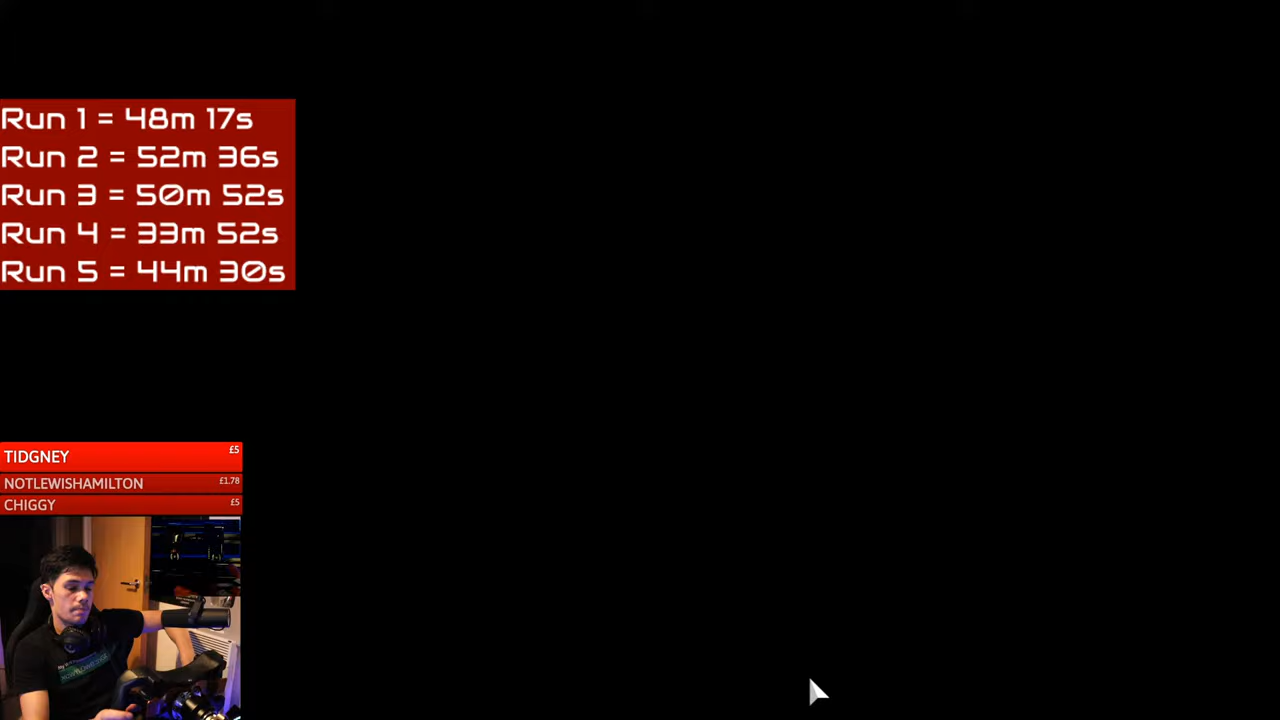 Run 1 = 48m 17s
Run 2 = 52m 36s
Run 3 = 50m 52s
Run 4 = 33m 52s
Run 5 = 44m 30s
TIDGNEY £5
NOTLEWISHAMILTON £1.78
CHIGGY £5